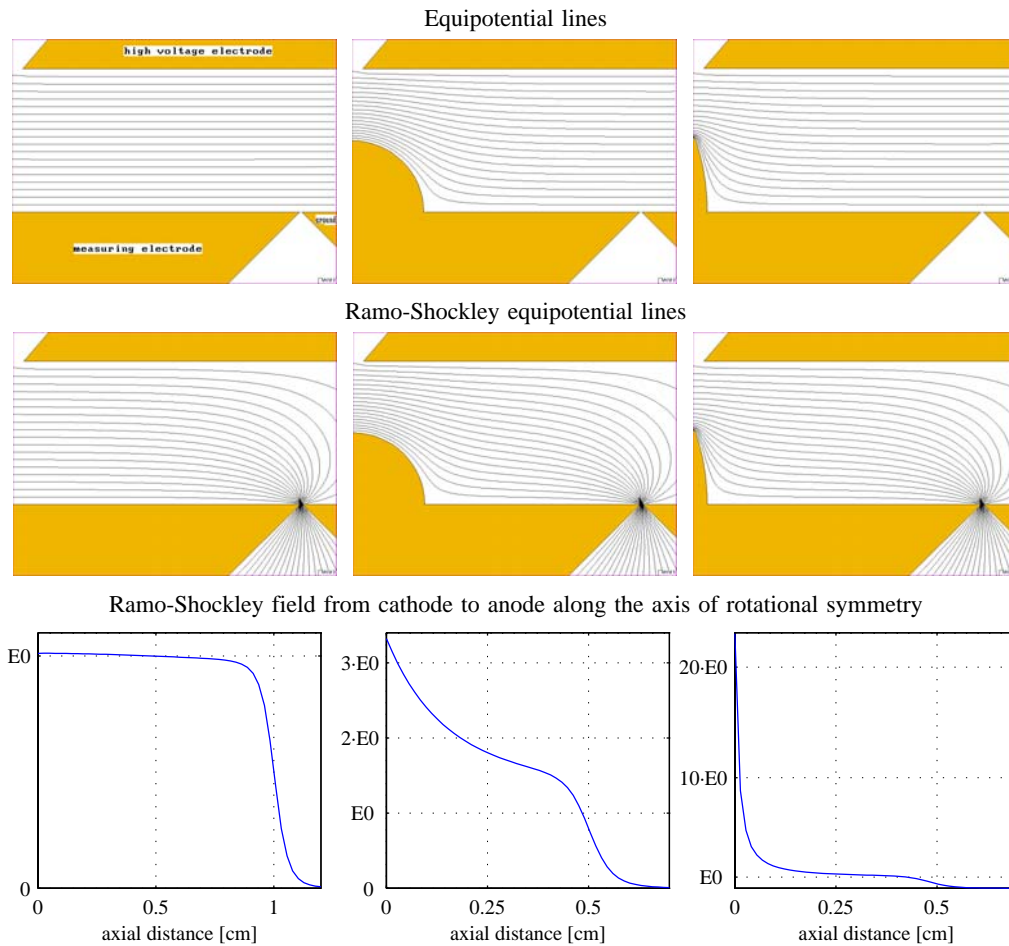 Equipotential lines
high voltage electrode
measuring electrode
ground
Ramo-Shockley equipotential lines
Ramo-Shockley field from cathode to anode along the axis of rotational symmetry
E0
0
0 0.5 1
axial distance [cm]
3·E0
2·E0
E0
0 0.25 0.5
axial distance [cm]
20·E0
10·E0
E0
0 0.25 0.5
axial distance [cm]